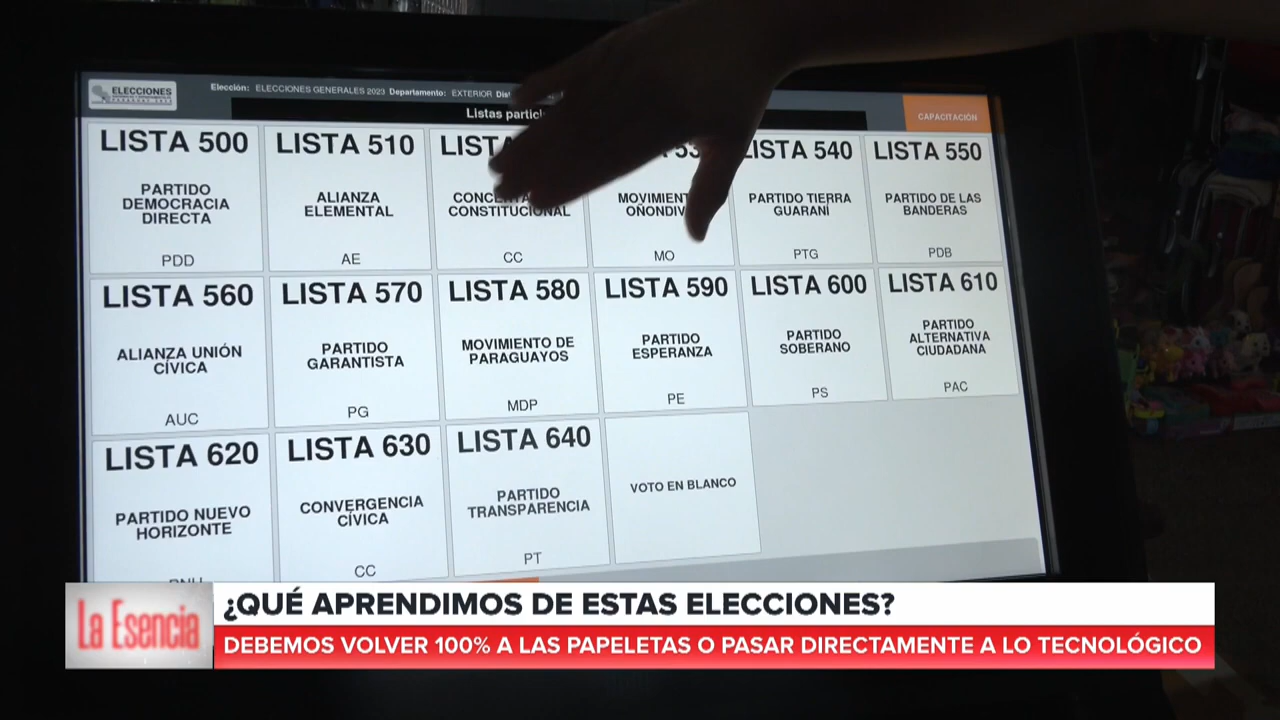 ELECCIONES
Elección: ELECCIONES GENERALES 2023 Departamento: EXTERIOR
CAPACITACIÓN
LISTA 500
PARTIDO
DEMOCRACIA
DIRECTA
PDD
LISTA 510
ALIANZA
ELEMENTAL
AE
CONSTITUCIONAL
CC
MO
LISTA 540
PARTIDO TIERRA
GUARANÍ
PTG
LISTA 550
PARTIDO DE LAS
BANDERAS
PDB
LISTA 560
ALIANZA UNIÓN
CÍVICA
AUC
LISTA 570
PARTIDO
GARANTISTA
PG
LISTA 580
MOVIMIENTO DE
PARAGUAYOS
MDP
LISTA 590
PARTIDO
ESPERANZA
PE
LISTA 600
PARTIDO
SOBERANO
PS
LISTA 610
PARTIDO
ALTERNATIVA
CIUDADANA
PAC
LISTA 620
PARTIDO NUEVO
HORIZONTE
LISTA 630
CONVERGENCIA
CÍVICA
CC
LISTA 640
PARTIDO
TRANSPARENCIA
PT
VOTO EN BLANCO
La Esencia
¿QUÉ APRENDIMOS DE ESTAS ELECCIONES?
DEBEMOS VOLVER 100% A LAS PAPELETAS O PASAR DIRECTAMENTE A LO TECNOLÓGICO